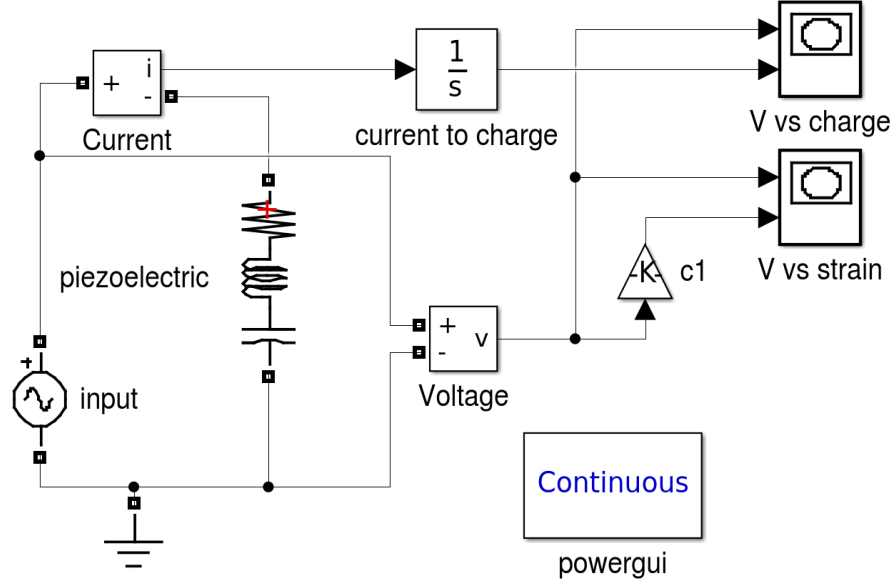 + i
-
Current
1
s
current to charge
V vs charge
piezoelectric
-K-
c1
V vs strain
+
input
+
-
v
Voltage
Continuous
powergui